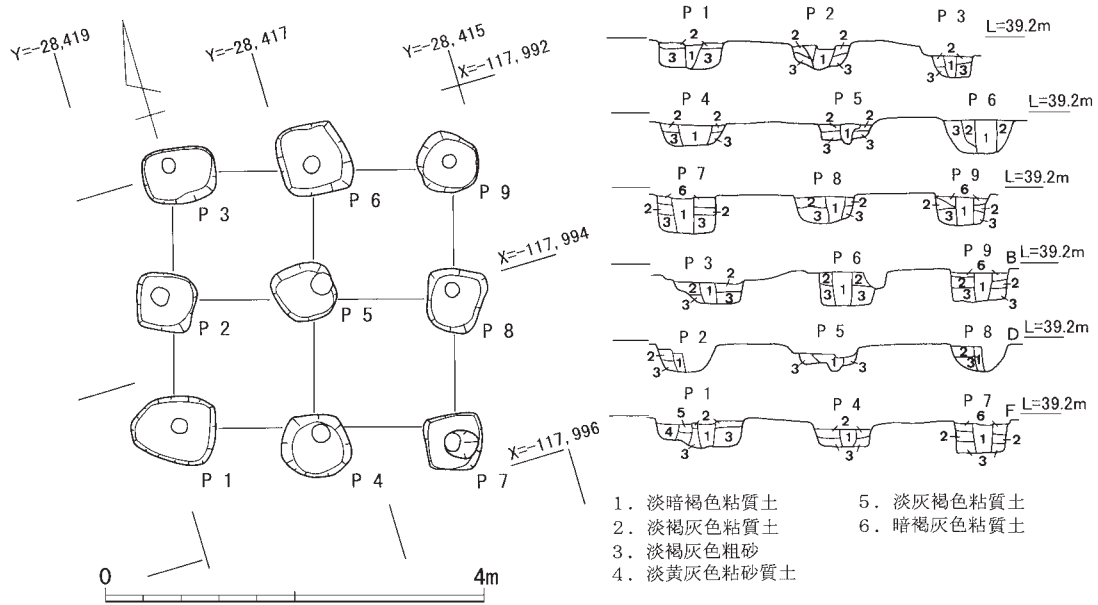 Y=-28,419
Y=-28,417
Y=-28,415
X=-117,992
P 3
P 6
P 9
X=-117,994
P 2
P 5
P 8
X=-117,996
P 1
P 4
P 7
0 4m
P 1 P 2 P 3 L=39.2m
2 2 2 2
3 1 3 3 1 3 3 1 3
P 4 P 5 P 6 L=39.2m
2 2 2 2
3 1 3 3 1 3 3 2 1 2
P 7 P 8 P 9 L=39.2m
6 6
2 1 2 2 1 2 2 1 2
3 3 3 3 3
P 3 P 6 P 9 B L=39.2m
2 6
3 1 3 2 1 2 2 1 2
3 3 3 3
P 2 P 5 P 8 D L=39.2m
2 1 2 1
3 3 1 3 3
P 1 P 4 P 7 F L=39.2m
5 2 2 6
4 1 3 1 2 1 2
3 3 3
1. 淡暗褐色粘質土
2. 淡褐灰色粘質土
3. 淡褐灰色粗砂
4. 淡黄灰色粘砂質土
5. 淡灰褐色粘質土
6. 暗褐灰色粘質土